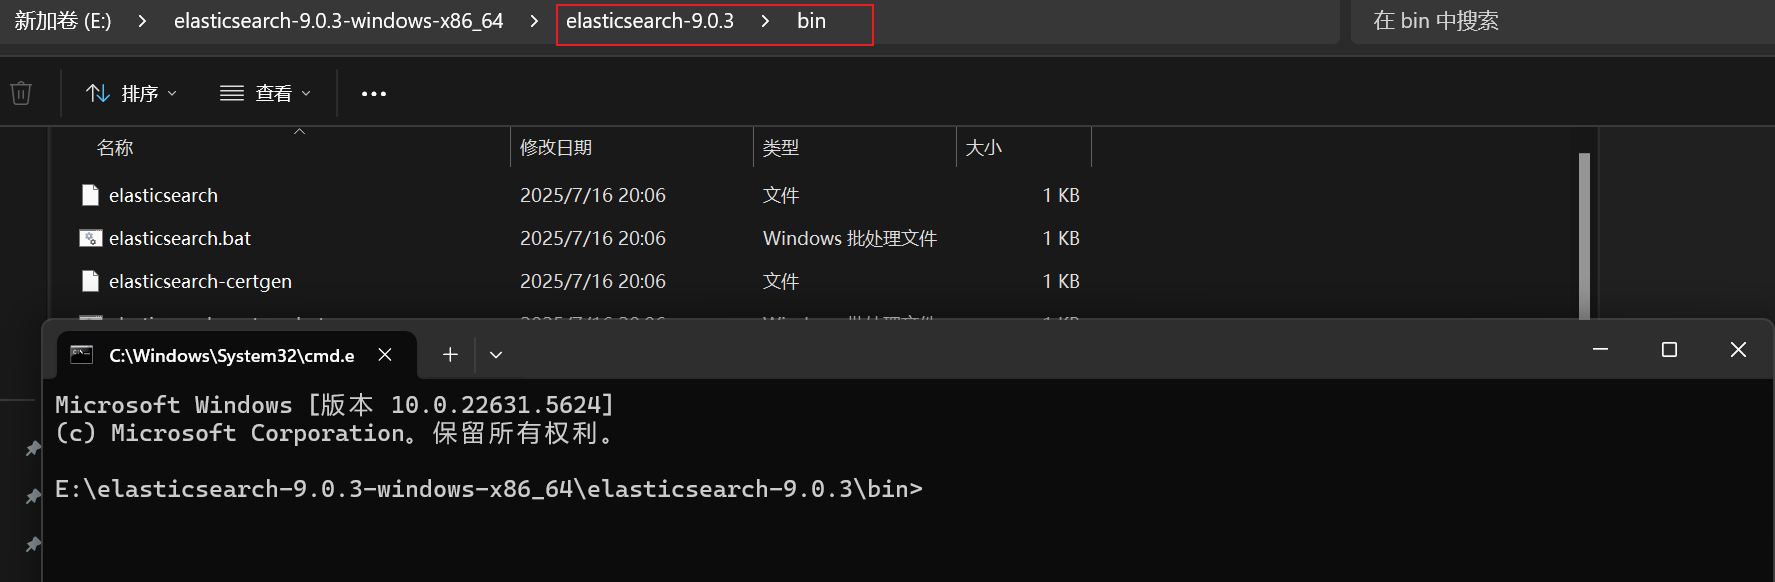 新加卷 (E:) > elasticsearch-9.0.3-windows-x86_64 > elasticsearch-9.0.3 > bin 在 bin 中搜索
排序 查看 •••
名称 修改日期 类型 大小
elasticsearch 2025/7/16 20:06 文件 1 KB
elasticsearch.bat 2025/7/16 20:06 Windows 批处理文件 1 KB
elasticsearch-certgen 2025/7/16 20:06 文件 1 KB
C:\Windows\System32\cmd.e
Microsoft Windows [版本 10.0.22631.5624]
(c) Microsoft Corporation。保留所有权利。
E:\elasticsearch-9.0.3-windows-x86_64\elasticsearch-9.0.3\bin>